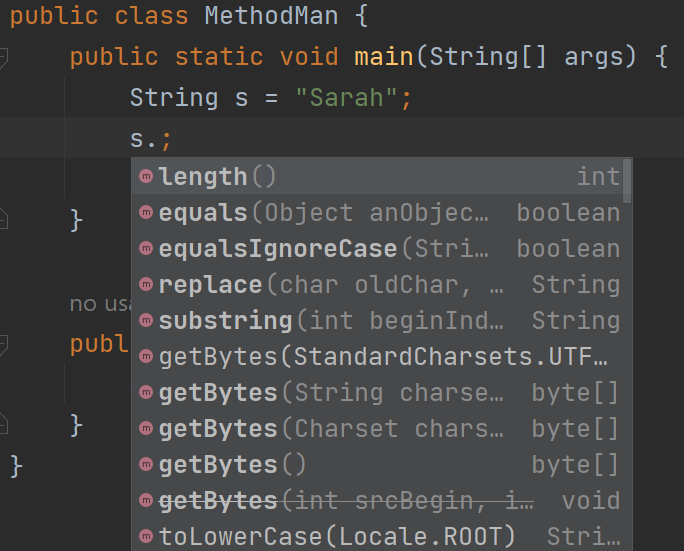 public class MethodMan {
public static void main(String[] args) {
String s = "Sarah";
s.;
m length() int
m equals(Object anObjec… boolean
m equalsIgnoreCase(Stri… boolean
m replace(char oldChar, … String
m substring(int beginInd… String
m getBytes(StandardCharsets.UTF…
m getBytes(String charse… byte[]
m getBytes(Charset chars… byte[]
m getBytes() byte[]
m getBytes(int srcBegin, i… void
m toLowerCase(Locale.ROOT) Stri…
}
no usa
pub
}
}